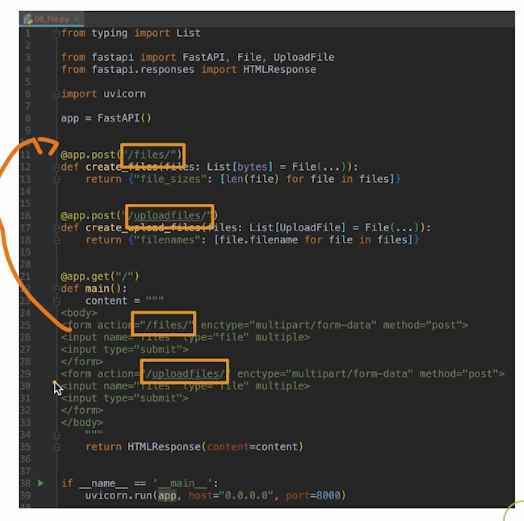 08_file.py
1 from typing import List
2
3 from fastapi import FastAPI, File, UploadFile
4 from fastapi.responses import HTMLResponse
5
6 import uvicorn
7
8 app = FastAPI()
9
11 @app.post("/files/")
12 def create_files(files: List[bytes] = File(...)):
13 return {"file_sizes": [len(file) for file in files]}
14
15
16 @app.post("/uploadfiles/")
17 def create_upload_files(files: List[UploadFile] = File(...)):
18 return {"filenames": [file.filename for file in files]}
19
20
21 @app.get("/")
22 def main():
23 content = """
24 <body>
25 <form action="/files/" enctype="multipart/form-data" method="post">
26 <input name="files" type="file" multiple>
27 <input type="submit">
28 </form>
29 <form action="/uploadfiles/" enctype="multipart/form-data" method="post">
30 <input name="files" type="file" multiple>
31 <input type="submit">
32 </form>
33 </body>
34 """
35 return HTMLResponse(content=content)
36
37
38 if __name__ == '__main__':
39 uvicorn.run(app, host="0.0.0.0", port=8000)